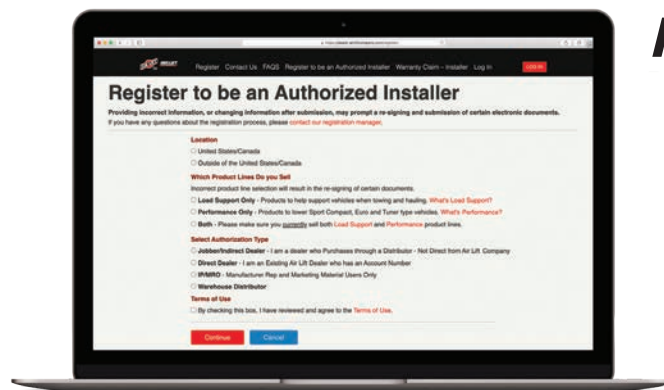 Register Contact Us FAQS Register to be an Authorized Installer Warranty Claim – Installer Log In LOG IN
Register to be an Authorized Installer
Providing incorrect information, or changing information after submission, may prompt a re-signing and submission of certain electronic documents.
If you have any questions about the registration process, please contact our registration manager.
Location
United States/Canada
Outside of the United States/Canada
Which Product Lines Do you Sell
Incorrect product line selection will result in the re-signing of certain documents.
Load Support Only - Products to help support vehicles when towing and hauling. What's Load Support?
Performance Only - Products to lower Sport Compact, Euro and Tuner type vehicles. What's Performance?
Both - Please make sure you currently sell both Load Support and Performance product lines.
Select Authorization Type
Jobber/Indirect Dealer - I am a dealer who Purchases through a Distributor - Not Direct from Air Lift Company
Direct Dealer - I am an Existing Air Lift Dealer who has an Account Number
IP/MRO - Manufacturer Rep and Marketing Material Users Only
Warehouse Distributor
Terms of Use
By checking this box, I have reviewed and agree to the Terms of Use.
Continue Cancel